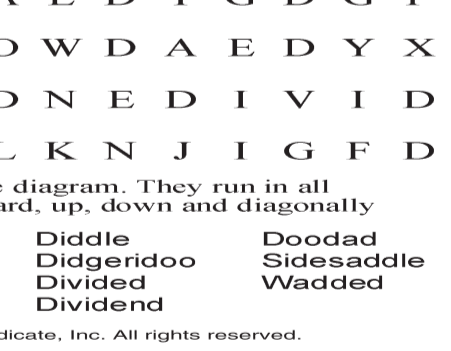 D W D A E D Y X
D N E D I V I D
L K N J I G F D
e diagram. They run in all
ard, up, down and diagonally
Diddle Doodad
Didgeridoo Sidesaddle
Divided Wadded
Dividend
dicate, Inc. All rights reserved.